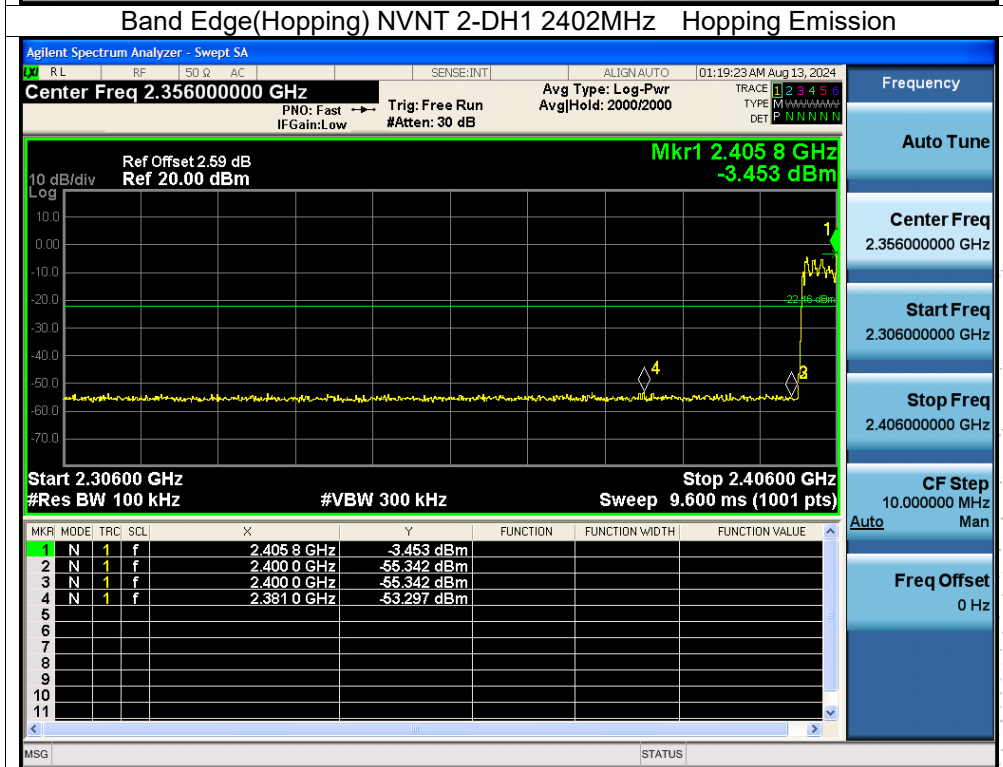 Band Edge(Hopping) NVNT 2-DH1 2402MHz Hopping Emission
Agilent Spectrum Analyzer - Swept SA
LXI RL RF 50 Ω AC SENSE:INT ALIGN AUTO 01:19:23 AM Aug 13, 2024
Center Freq 2.356000000 GHz
PNO: Fast
IFGain:Low
Trig: Free Run
#Atten: 30 dB
Avg Type: Log-Pwr
Avg|Hold: 2000/2000
TRACE 1 2 3 4 5 6
TYPE M WWWWW
DET P N N N N N
Ref Offset 2.59 dB
10 dB/div Ref 20.00 dBm
Log
Mkr1 2.405 8 GHz
-3.453 dBm
10.0
0.00
-10.0
-20.0
-30.0
-40.0
-50.0
-60.0
-70.0
1
-22.46 dBm
4
Start 2.30600 GHz Stop 2.40600 GHz
#Res BW 100 kHz #VBW 300 kHz Sweep 9.600 ms (1001 pts)
MKR MODE TRC SCL X Y FUNCTION FUNCTION WIDTH FUNCTION VALUE
1 N 1 f 2.405 8 GHz -3.453 dBm
2 N 1 f 2.400 0 GHz -55.342 dBm
3 N 1 f 2.400 0 GHz -55.342 dBm
4 N 1 f 2.381 0 GHz -53.297 dBm
5
6
7
8
9
10
11
MSG STATUS
Frequency
Auto Tune
Center Freq
2.356000000 GHz
Start Freq
2.306000000 GHz
Stop Freq
2.406000000 GHz
CF Step
10.000000 MHz
Auto Man
Freq Offset
0 Hz